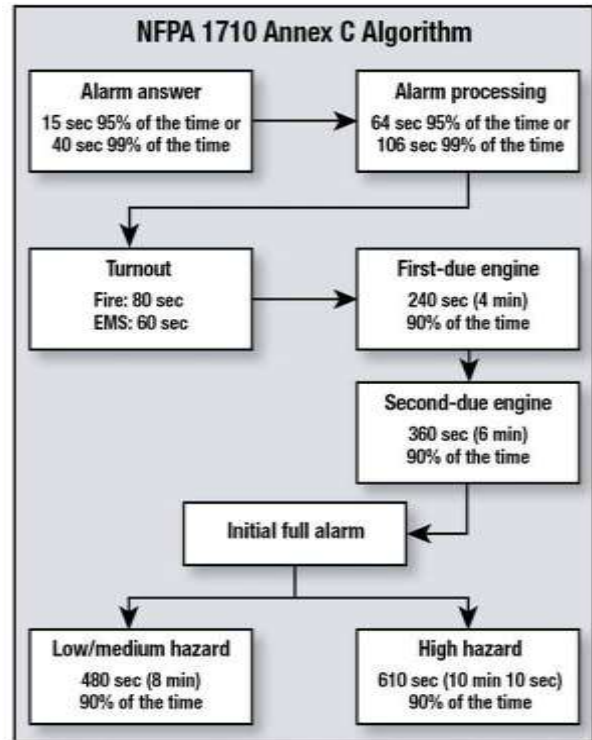 NFPA 1710 Annex C Algorithm
Alarm answer
15 sec 95% of the time or
40 sec 99% of the time
Alarm processing
64 sec 95% of the time or
106 sec 99% of the time
Turnout
Fire: 80 sec
EMS: 60 sec
First-due engine
240 sec (4 min)
90% of the time
Second-due engine
360 sec (6 min)
90% of the time
Initial full alarm
Low/medium hazard
480 sec (8 min)
90% of the time
High hazard
610 sec (10 min 10 sec)
90% of the time